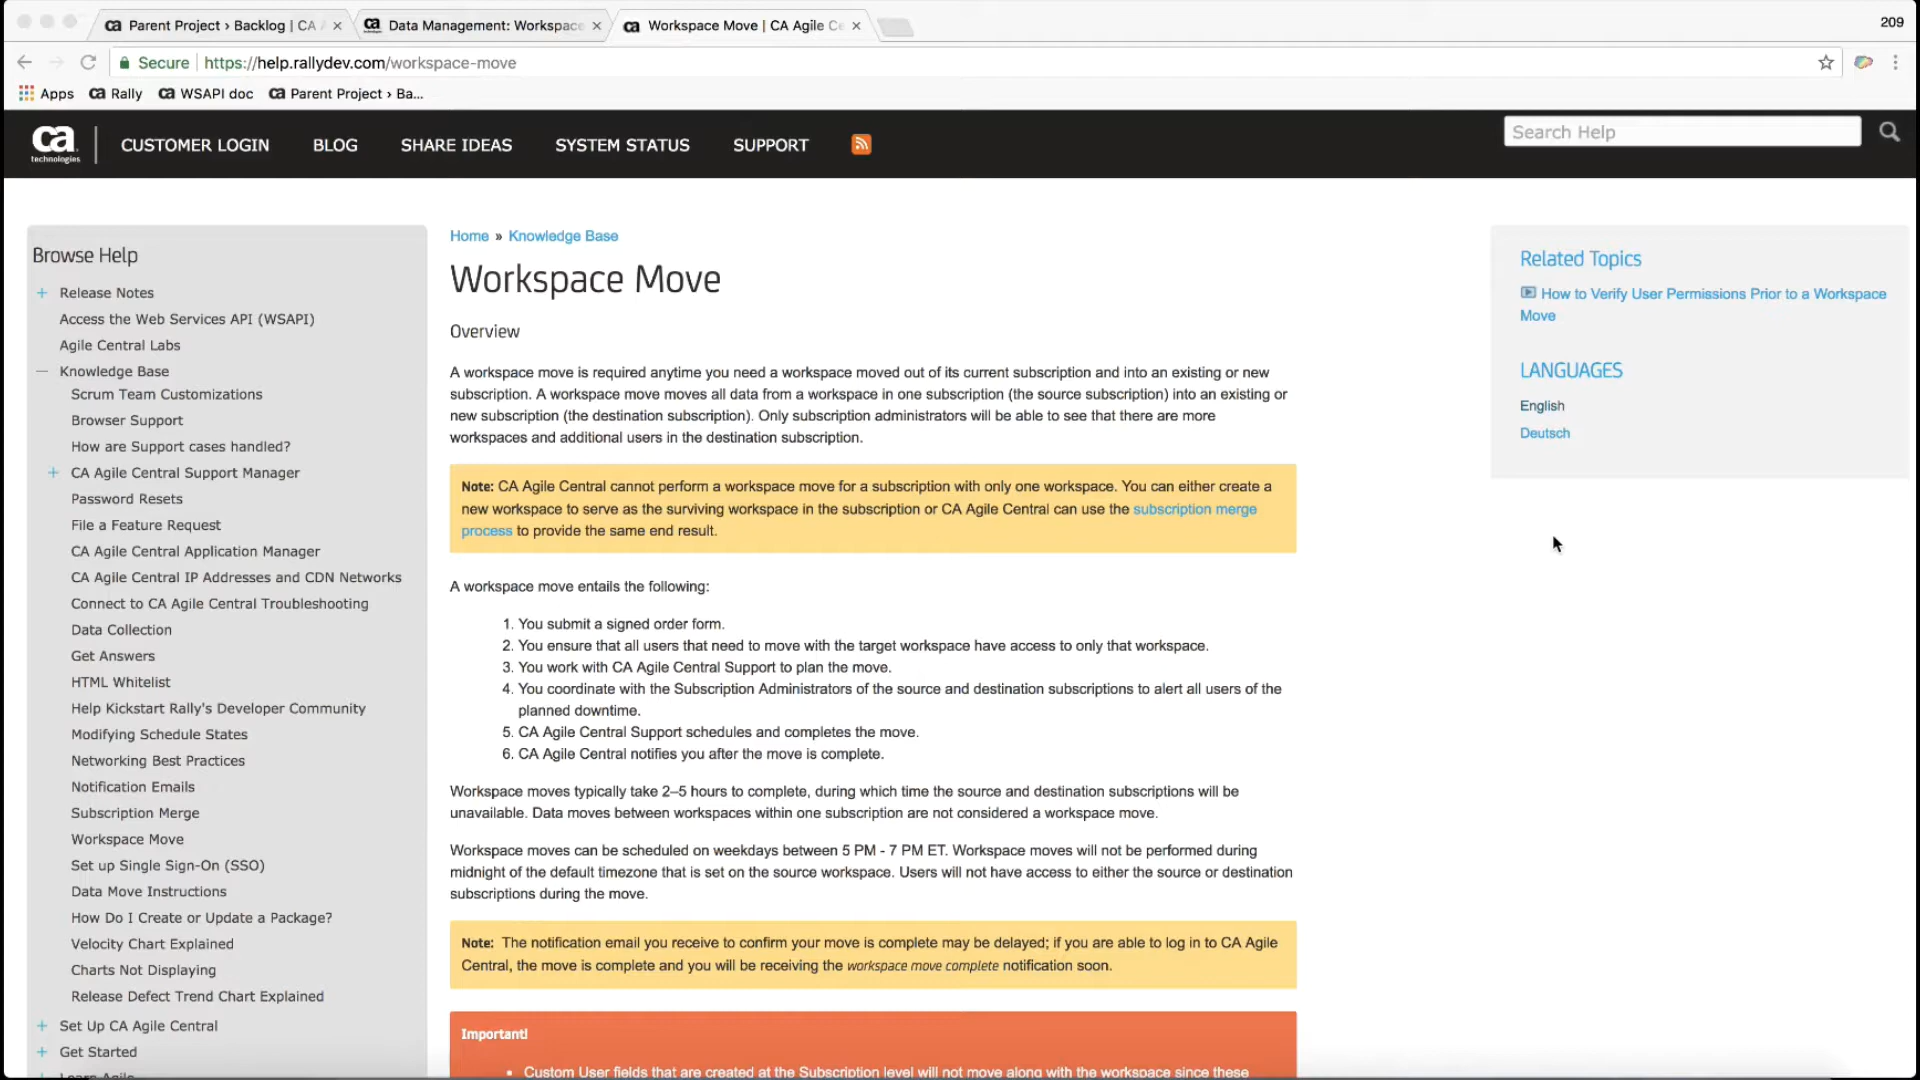 Parent Project › Backlog | CA
Data Management: Workspace
Workspace Move | CA Agile Ce
209
Secure
https://help.rallydev.com/workspace-move
Apps
ca Rally
ca WSAPI doc
ca Parent Project › Ba...
ca technologies
CUSTOMER LOGIN
BLOG
SHARE IDEAS
SYSTEM STATUS
SUPPORT
Search Help
Browse Help
+ Release Notes
Access the Web Services API (WSAPI)
Agile Central Labs
— Knowledge Base
Scrum Team Customizations
Browser Support
How are Support cases handled?
+ CA Agile Central Support Manager
Password Resets
File a Feature Request
CA Agile Central Application Manager
CA Agile Central IP Addresses and CDN Networks
Connect to CA Agile Central Troubleshooting
Data Collection
Get Answers
HTML Whitelist
Help Kickstart Rally's Developer Community
Modifying Schedule States
Networking Best Practices
Notification Emails
Subscription Merge
Workspace Move
Set up Single Sign-On (SSO)
Data Move Instructions
How Do I Create or Update a Package?
Velocity Chart Explained
Charts Not Displaying
Release Defect Trend Chart Explained
+ Set Up CA Agile Central
+ Get Started
Learn Agile
Home » Knowledge Base
Workspace Move
Overview
A workspace move is required anytime you need a workspace moved out of its current subscription and into an existing or new
subscription. A workspace move moves all data from a workspace in one subscription (the source subscription) into an existing or
new subscription (the destination subscription). Only subscription administrators will be able to see that there are more
workspaces and additional users in the destination subscription.
Note: CA Agile Central cannot perform a workspace move for a subscription with only one workspace. You can either create a
new workspace to serve as the surviving workspace in the subscription or CA Agile Central can use the subscription merge
process to provide the same end result.
A workspace move entails the following:
1. You submit a signed order form.
2. You ensure that all users that need to move with the target workspace have access to only that workspace.
3. You work with CA Agile Central Support to plan the move.
4. You coordinate with the Subscription Administrators of the source and destination subscriptions to alert all users of the
planned downtime.
5. CA Agile Central Support schedules and completes the move.
6. CA Agile Central notifies you after the move is complete.
Workspace moves typically take 2–5 hours to complete, during which time the source and destination subscriptions will be
unavailable. Data moves between workspaces within one subscription are not considered a workspace move.
Workspace moves can be scheduled on weekdays between 5 PM - 7 PM ET. Workspace moves will not be performed during
midnight of the default timezone that is set on the source workspace. Users will not have access to either the source or destination
subscriptions during the move.
Note: The notification email you receive to confirm your move is complete may be delayed; if you are able to log in to CA Agile
Central, the move is complete and you will be receiving the workspace move complete notification soon.
Important!
• Custom User fields that are created at the Subscription level will not move along with the workspace since these
Related Topics
How to Verify User Permissions Prior to a Workspace
Move
LANGUAGES
English
Deutsch